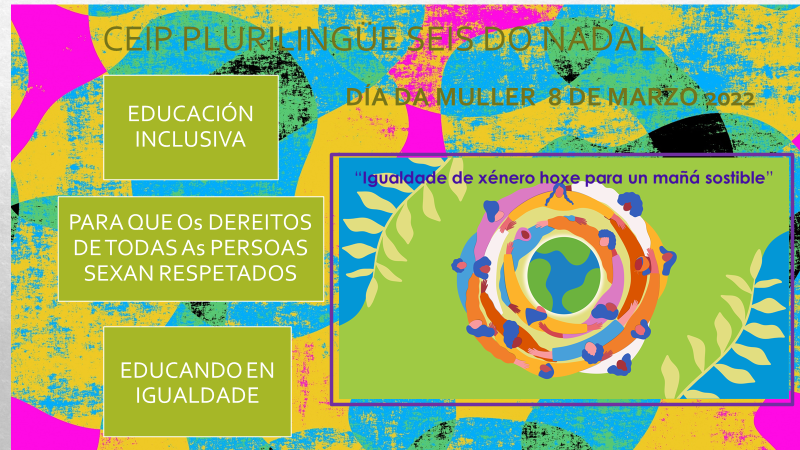 CEIP PLURILINGÜE SEIS DO NADAL
DÍA DA MULLER 8 DE MARZO 2022
EDUCACIÓN
INCLUSIVA
PARA QUE Os DEREITOS
DE TODAS As PERSOAS
SEXAN RESPETADOS
EDUCANDO EN
IGUALDADE
“Igualdade de xénero hoxe para un mañá sostible”